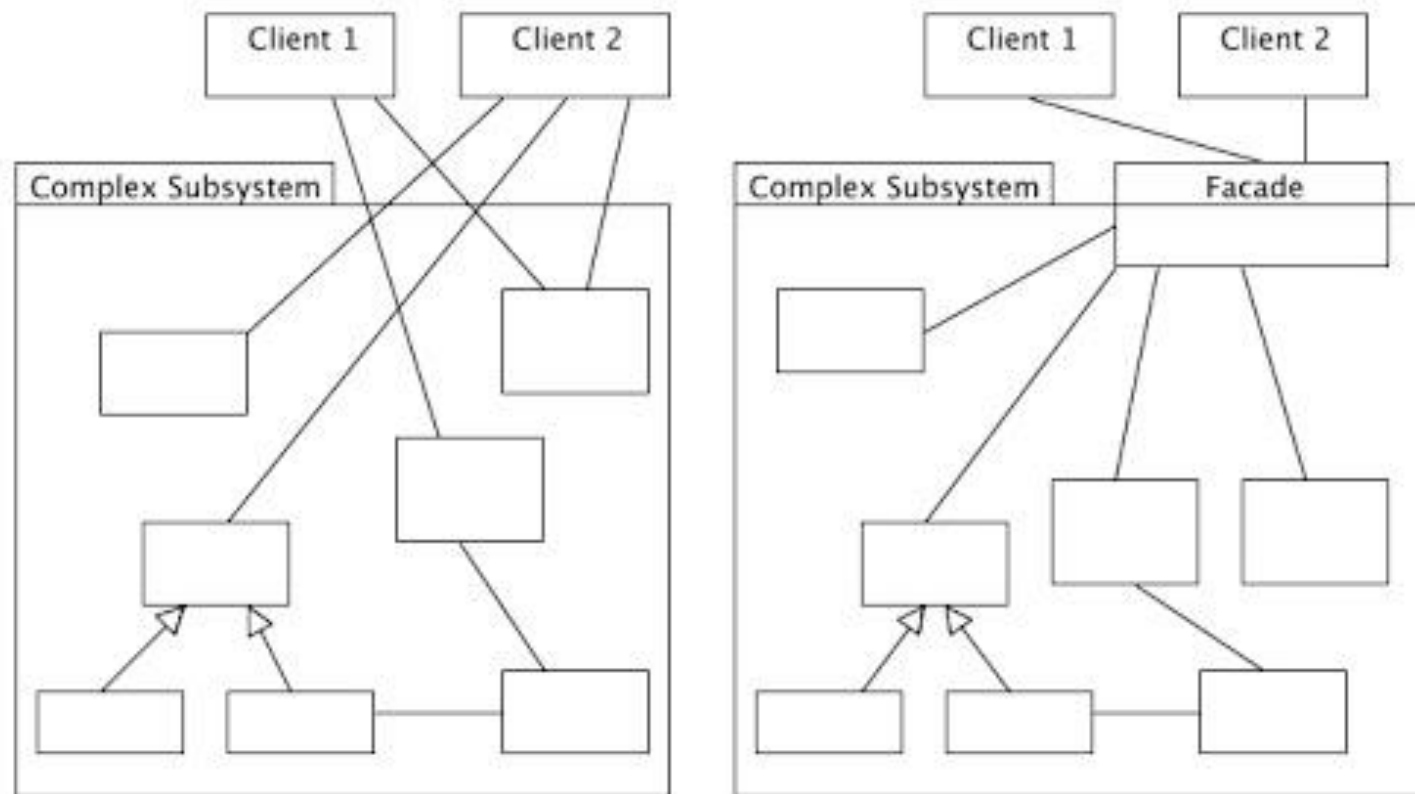 Client 1
Client 2
Complex Subsystem
Client 1
Client 2
Complex Subsystem
Facade